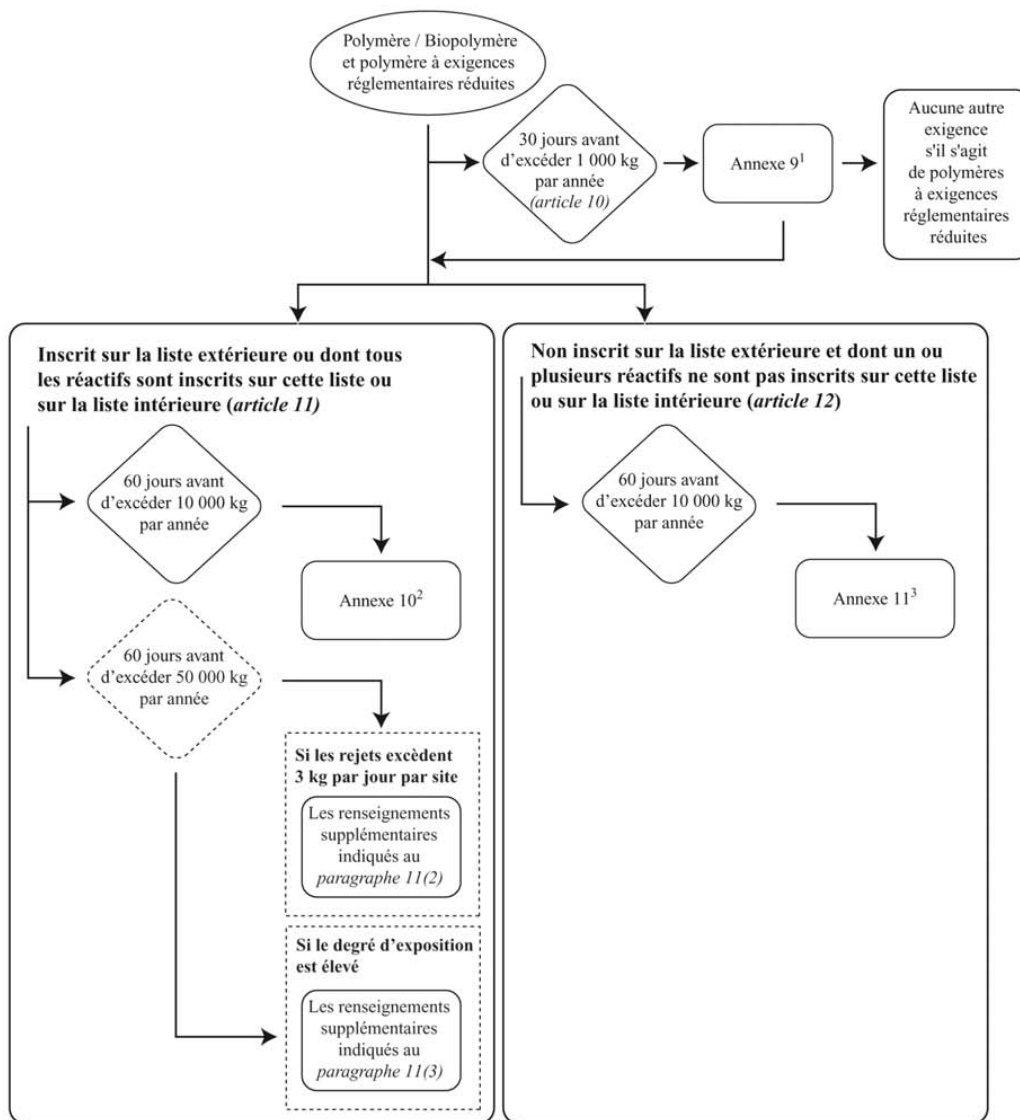 Polymère / Biopolymère
et polymère à exigences
réglementaires réduites
30 jours avant
d'excéder 1 000 kg
par année
(article 10)
Annexe 9¹
Aucune autre
exigence
s'il s'agit
de polymères
à exigences
réglementaires
réduites
Inscrit sur la liste extérieure ou dont tous
les réactifs sont inscrits sur cette liste ou
sur la liste intérieure (article 11)
60 jours avant
d'excéder 10 000 kg
par année
Annexe 10²
60 jours avant
d'excéder 50 000 kg
par année
Si les rejets excèdent
3 kg par jour par site
Les renseignements
supplémentaires
indiqués au
paragraphe 11(2)
Si le degré d'exposition
est élevé
Les renseignements
supplémentaires
indiqués au
paragraphe 11(3)
Non inscrit sur la liste extérieure et dont un ou
plusieurs réactifs ne sont pas inscrits sur cette liste
ou sur la liste intérieure (article 12)
60 jours avant
d'excéder 10 000 kg
par année
Annexe 11³